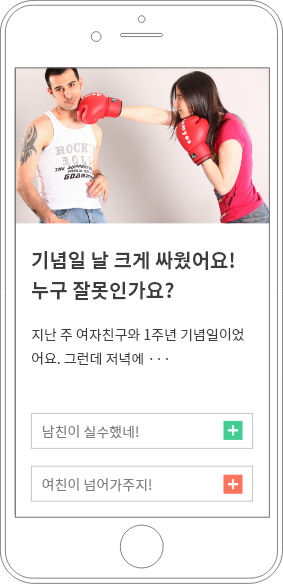 ROCK'S
기념일 날 크게 싸웠어요!
누구 잘못인가요?
지난 주 여자친구와 1주년 기념일이었
어요. 그런데 저녁에 ···
남친이 실수했네!
여친이 넘어가주지!